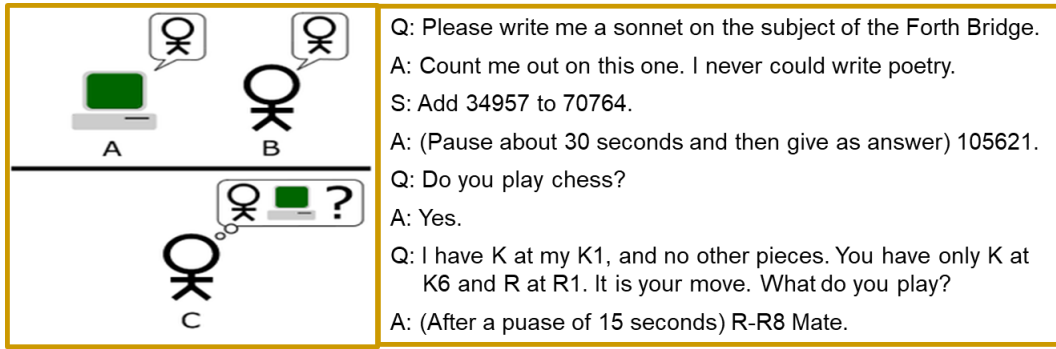 A
B
?
C
Q: Please write me a sonnet on the subject of the Forth Bridge.
A: Count me out on this one. I never could write poetry.
S: Add 34957 to 70764.
A: (Pause about 30 seconds and then give as answer) 105621.
Q: Do you play chess?
A: Yes.
Q: I have K at my K1, and no other pieces. You have only K at
K6 and R at R1. It is your move. What do you play?
A: (After a puase of 15 seconds) R-R8 Mate.